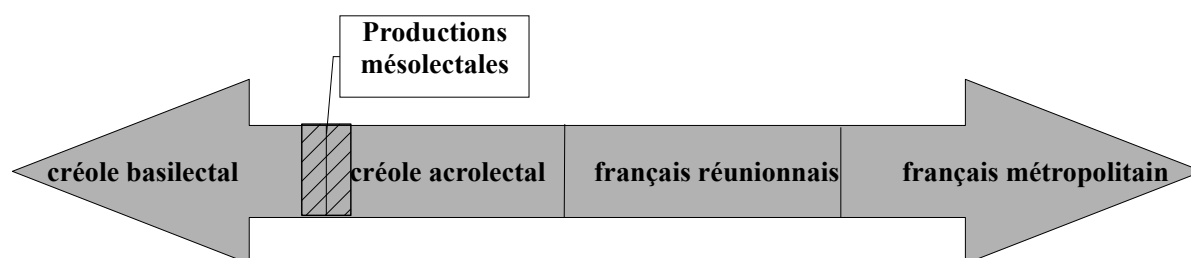 Productions
mésolectales
créole basilectal
créole acrolectal
français réunionnais
français métropolitain